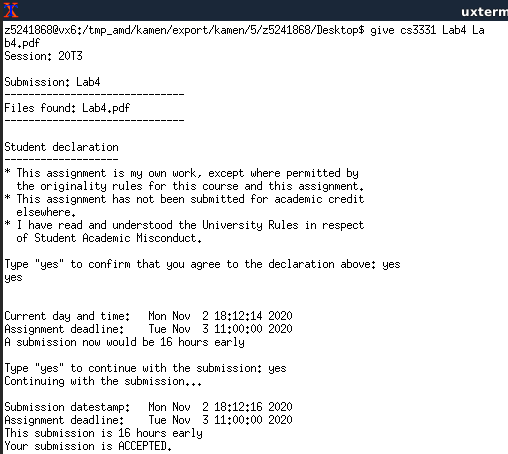 uxterm
z5241868@vx6:/tmp_amd/kamen/export/kamen/5/z5241868/Desktop$ give cs3331 Lab4 La
b4.pdf
Session: 20T3
Submission: Lab4
------------------------------
Files found: Lab4.pdf
------------------------------
Student declaration
-------------------
* This assignment is my own work, except where permitted by
the originality rules for this course and this assignment.
* This assignment has not been submitted for academic credit
elsewhere.
* I have read and understood the University Rules in respect
of Student Academic Misconduct.
Type "yes" to confirm that you agree to the declaration above: yes
yes
Current day and time: Mon Nov 2 18:12:14 2020
Assignment deadline: Tue Nov 3 11:00:00 2020
A submission now would be 16 hours early
Type "yes" to continue with the submission: yes
Continuing with the submission...
Submission datestamp: Mon Nov 2 18:12:16 2020
Assignment deadline: Tue Nov 3 11:00:00 2020
This submission is 16 hours early
Your submission is ACCEPTED.